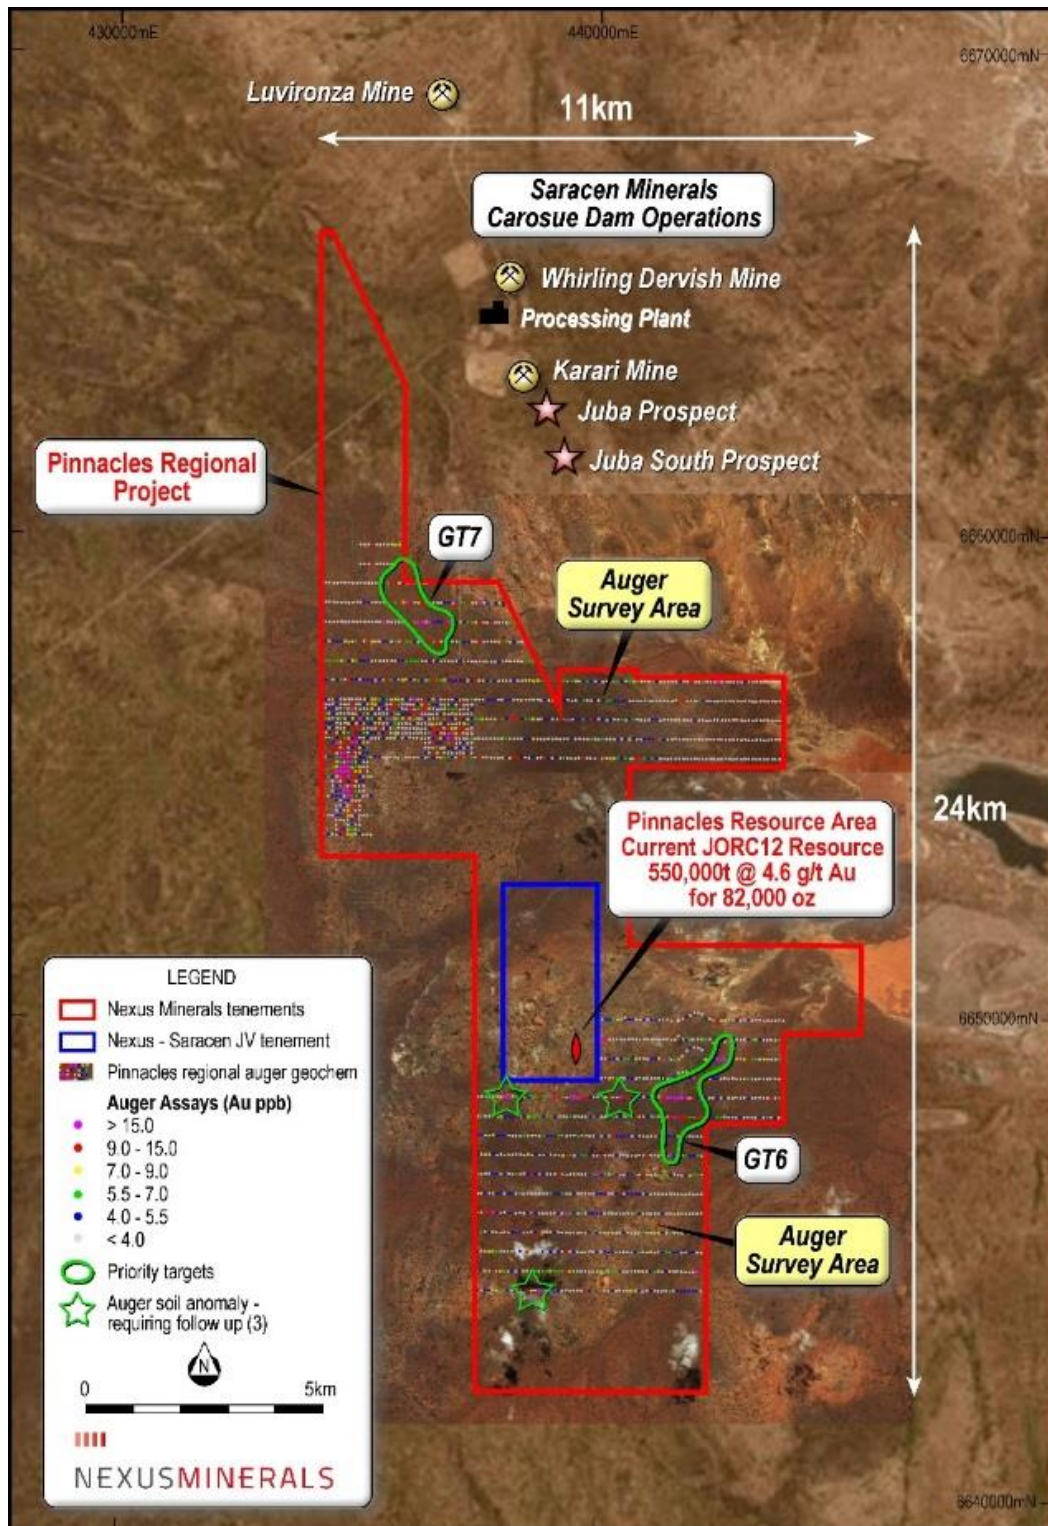 430000mE
440000mE
6670000mN
Luvironza Mine
11km
Saracen Minerals
Carosue Dam Operations
Whirling Dervish Mine
Processing Plant
Karari Mine
Juba Prospect
Juba South Prospect
Pinnacles Regional
Project
GT7
6660000mN
Auger
Survey Area
24km
Pinnacles Resource Area
Current JORC12 Resource
550,000t @ 4.6 g/t Au
for 82,000 oz
6650000mN
GT6
Auger
Survey Area
LEGEND
Nexus Minerals tenements
Nexus - Saracen JV tenement
Pinnacles regional auger geochem
Auger Assays (Au ppb)
> 15.0
9.0 - 15.0
7.0 - 9.0
5.5 - 7.0
4.0 - 5.5
< 4.0
Priority targets
Auger soil anomaly -
requiring follow up (3)
N
0 5km
NEXUSMINERALS
6640000mN